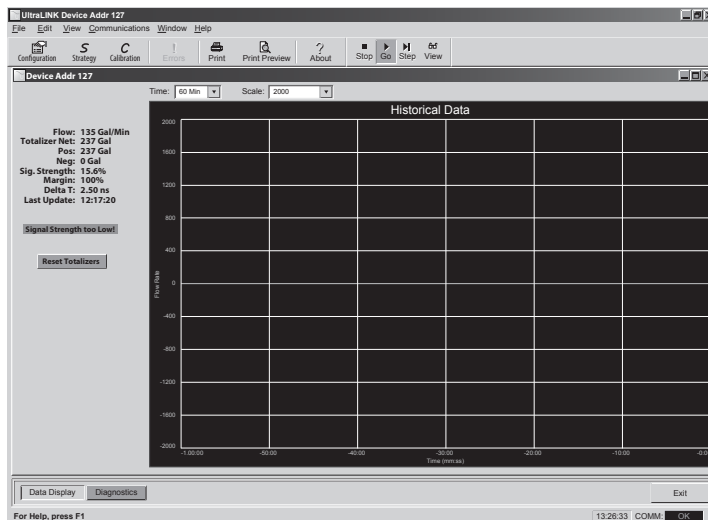 UltraLINK Device Addr 127
File Edit View Communications Window Help
Configuration Strategy Calibration Errors Print Print Preview About Stop Go Step View
Device Addr 127
Time: 60 Min Scale: 2000
Historical Data
Flow: 135 Gal/Min
Totalizer Net: 237 Gal
Pos: 237 Gal
Neg: 0 Gal
Sig. Strength: 15.6%
Margin: 100%
Delta T: 2.50 ns
Last Update: 12:17:20
Signal Strength too Low!
Reset Totalizers
Flow Rate
2000
1600
1200
800
400
0
-400
-800
-1200
-1600
-2000
-1:00:00 -50:00 -40:00 -30:00 -20:00 -10:00 -0:0
Time (mm:ss)
Data Display Diagnostics Exit
For Help, press F1 13:26:33 COMM: OK